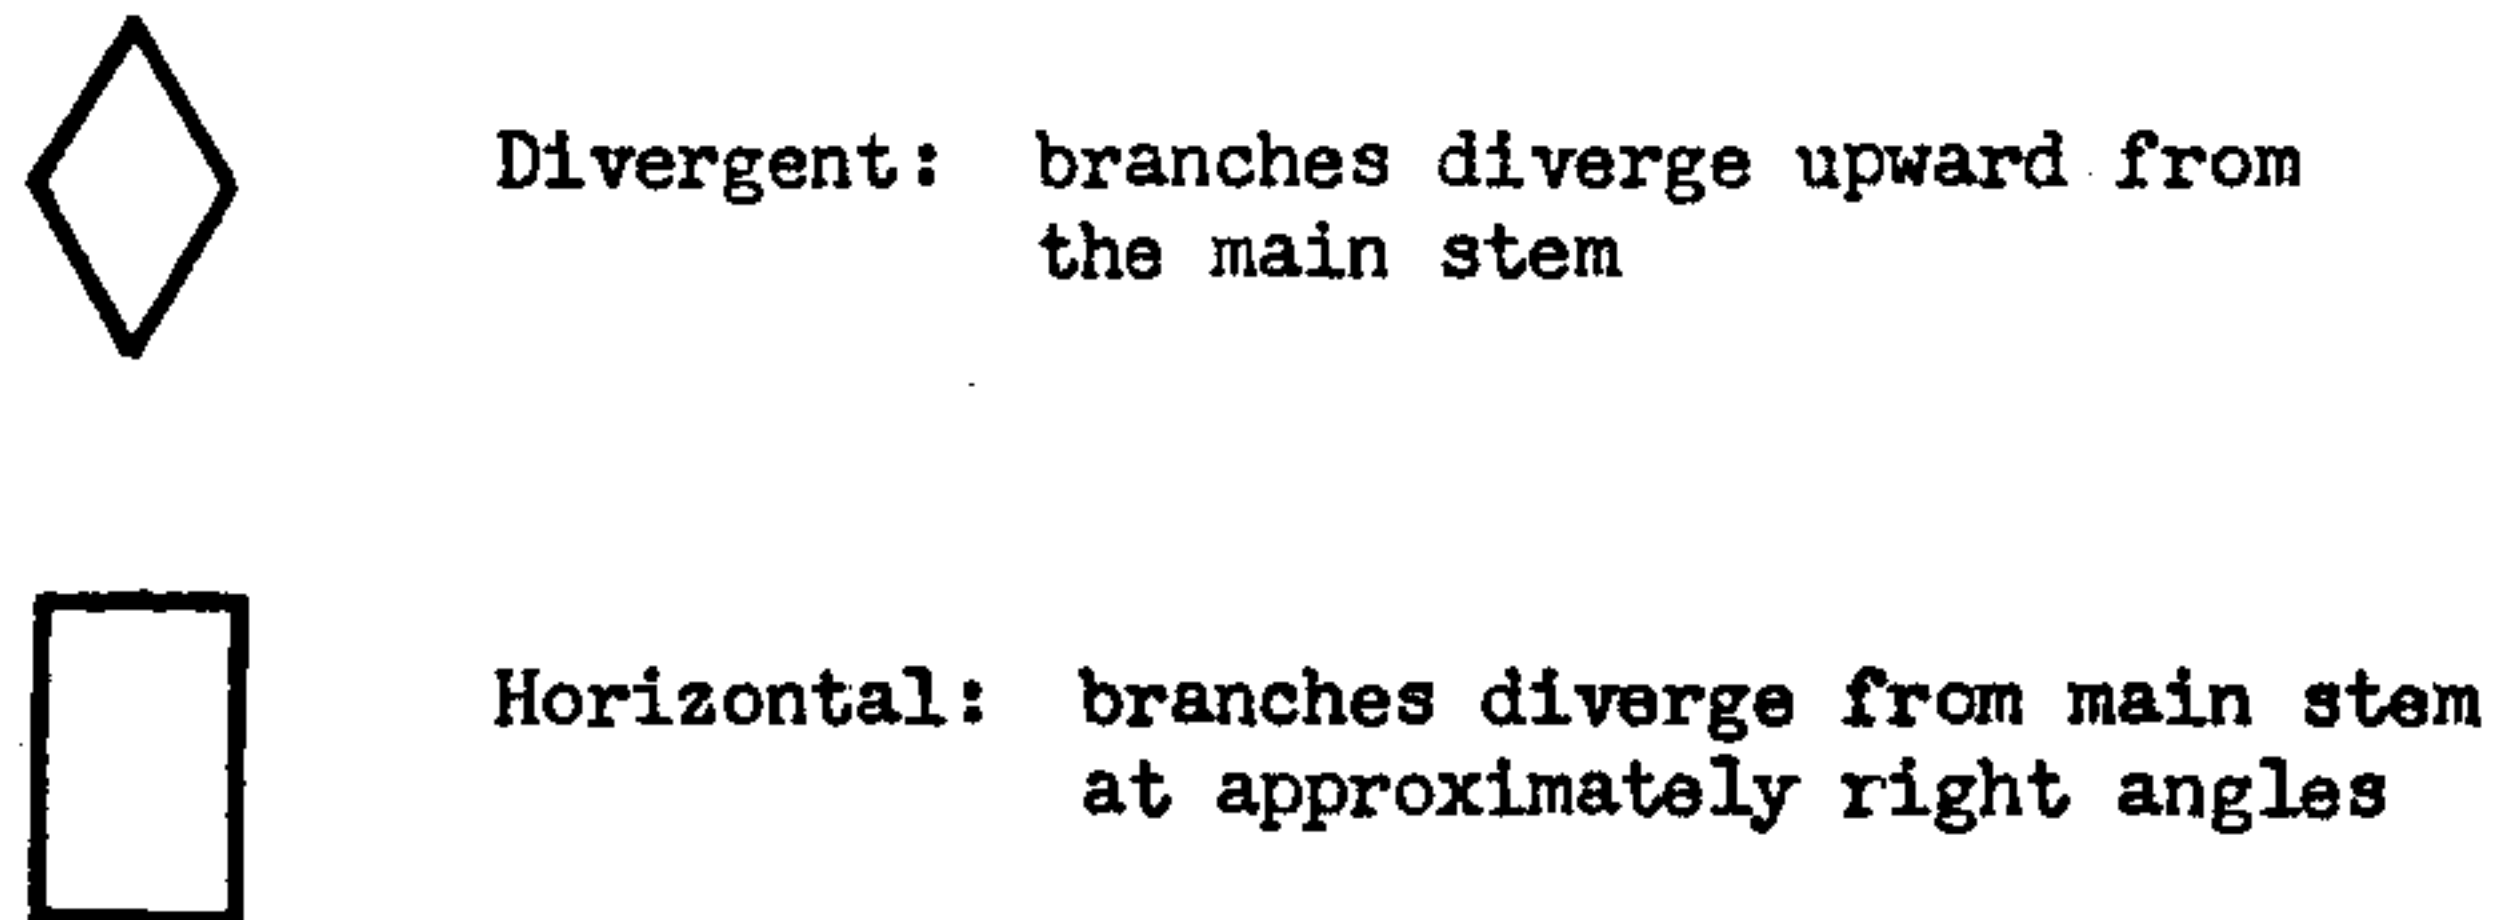 Divergent: branches diverge upward from
the main stem
Horizontal: branches diverge from main stem
at approximately right angles